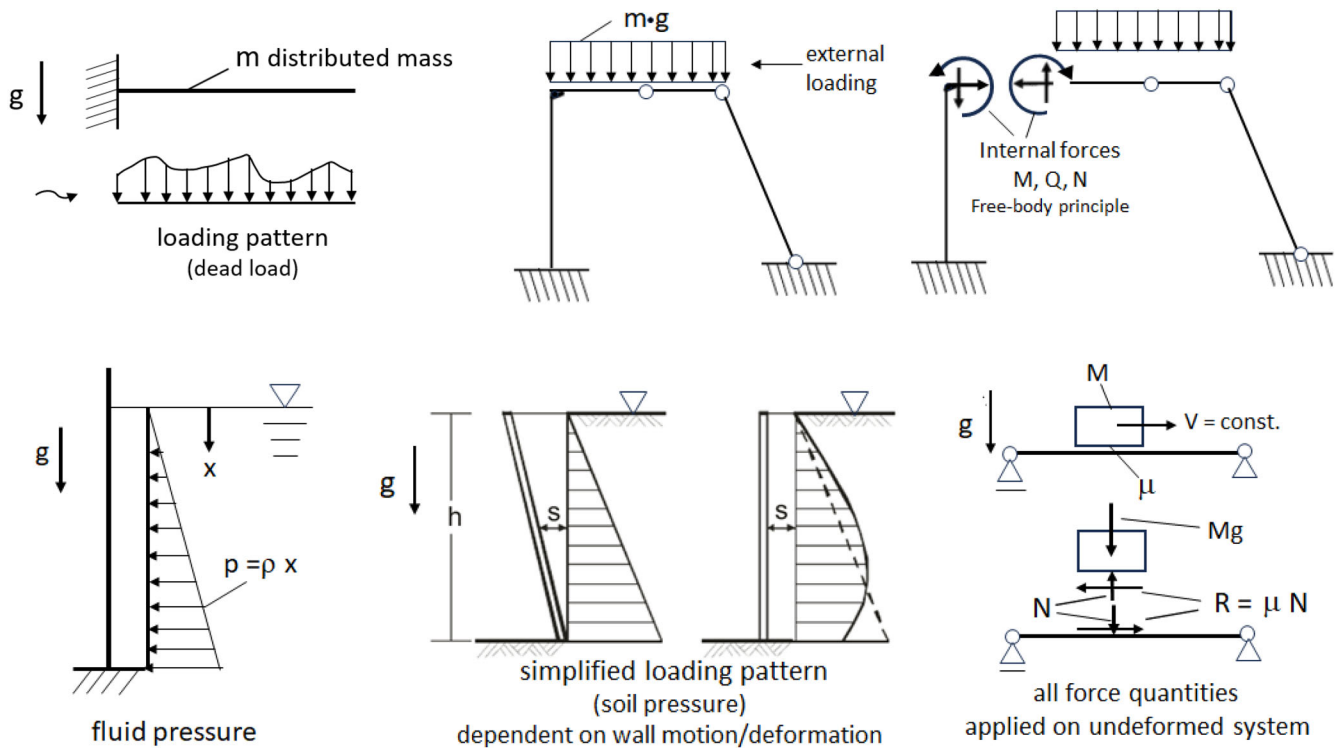 g
m distributed mass
loading pattern
(dead load)
m•g
external
loading
Internal forces
M, Q, N
Free-body principle
g
x
p =ρ x
fluid pressure
g
h
s
s
simplified loading pattern
(soil pressure)
dependent on wall motion/deformation
M
g
V = const.
μ
Mg
N
R = μ N
all force quantities
applied on undeformed system